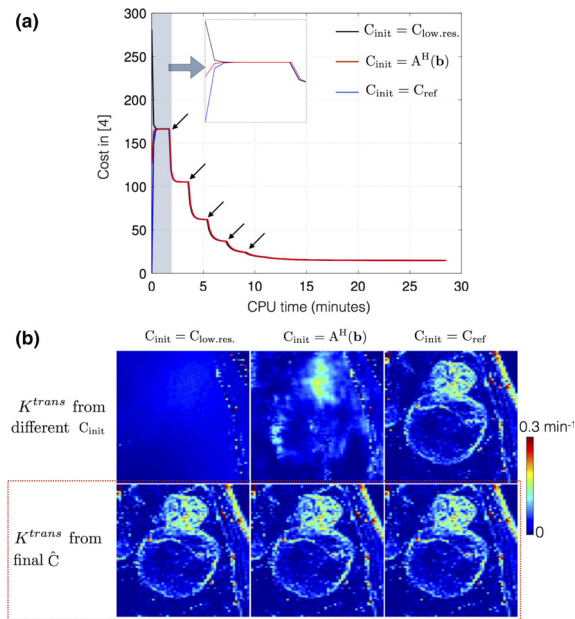 (a)
300
250
200
150
100
50
0
Cost in [4]
C_init = C_low.res.
C_init = A^H(b)
C_init = C_ref
0 5 10 15 20 25 30
CPU time (minutes)
(b)
C_init = C_low.res. C_init = A^H(b) C_init = C_ref
K^trans from
different C_init
0.3 min⁻¹
0
K^trans from
final Ĉ